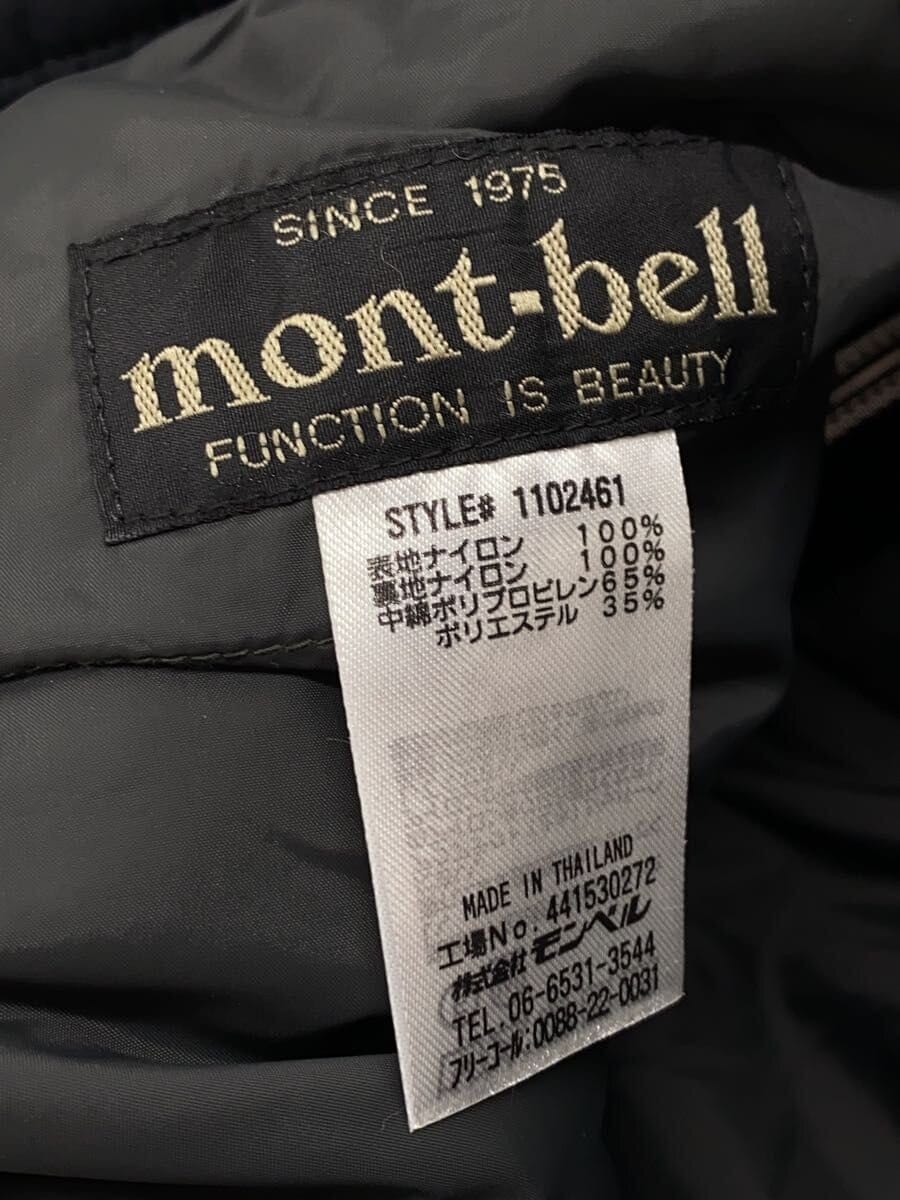 SINCE 1975
mont-bell
FUNCTION IS BEAUTY
STYLE# 1102461
表地ナイロン 100%
裏地ナイロン 100%
中綿ポリプロピレン65%
ポリエステル 35%
MADE IN THAILAND
工場No. 441530272
株式会社モンベル
TEL. 06-6531-3544
フリーコール:0088-22-0031